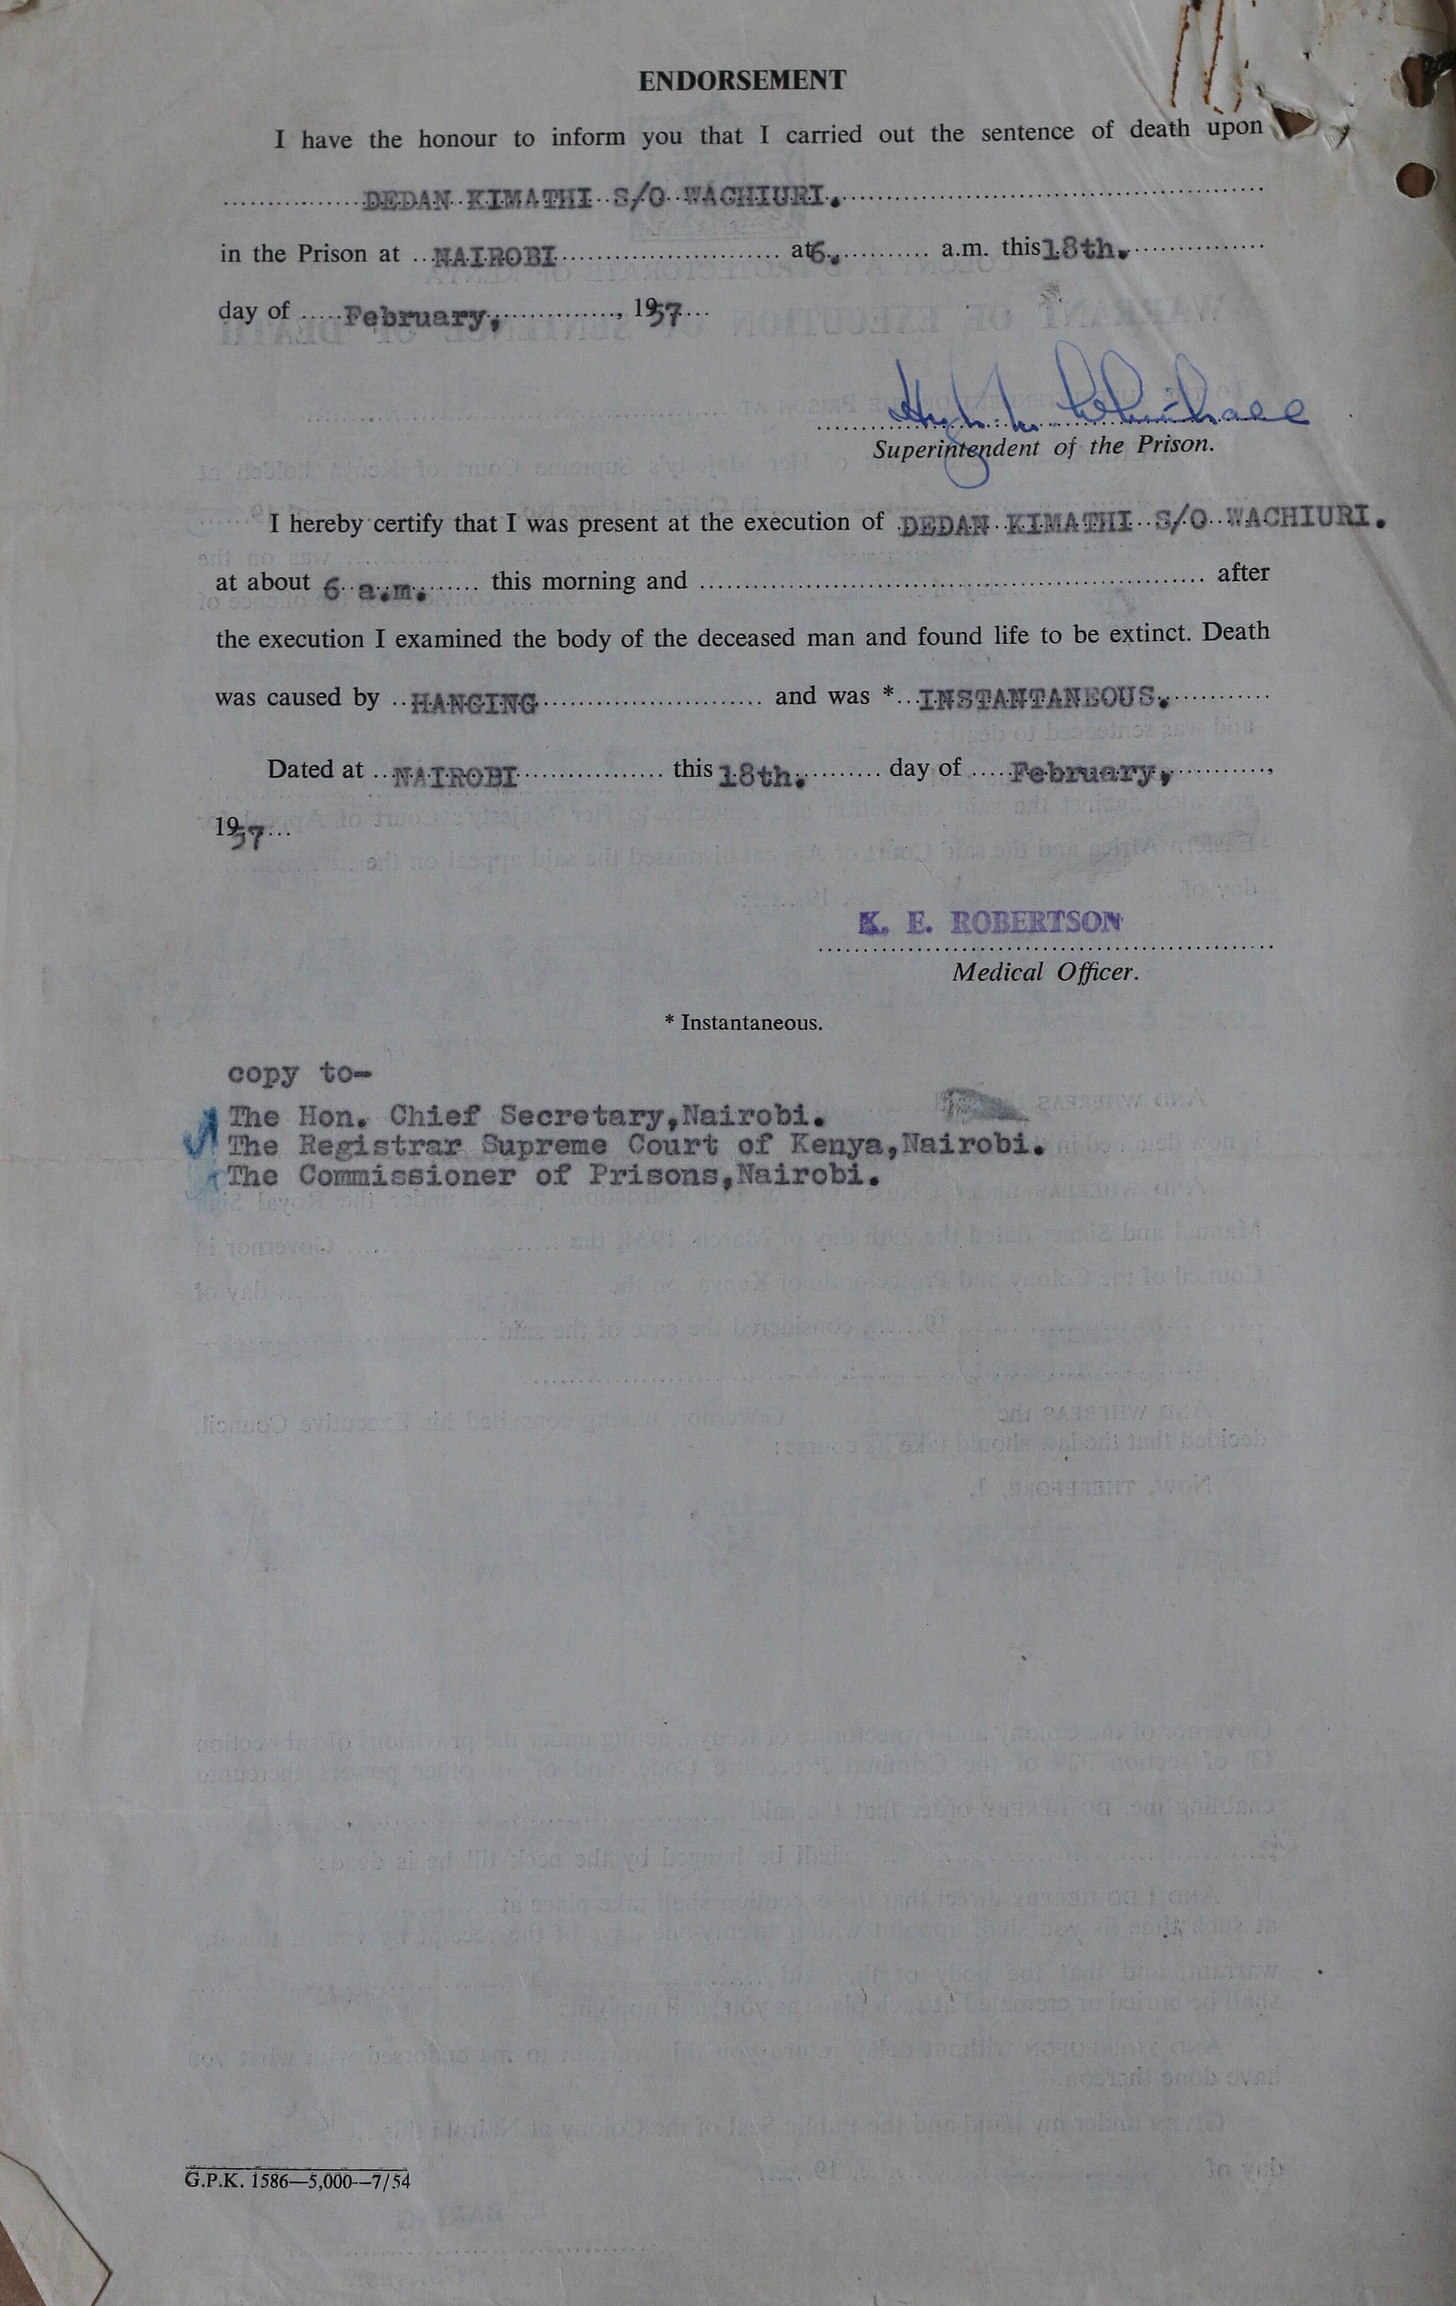 ENDORSEMENT
I have the honour to inform you that I carried out the sentence of death upon
DEDAN KIMATHI S/O WACHIURI.
in the Prison at NAIROBI at 6. a.m. this 18th.
day of February, 1957
Superintendent of the Prison.
I hereby certify that I was present at the execution of DEDAN KIMATHI S/O WACHIURI.
at about 6 a.m. this morning and after
the execution I examined the body of the deceased man and found life to be extinct. Death
was caused by HANGING and was * INSTANTANEOUS.
Dated at NAIROBI this 18th. day of February,
1957
K. E. ROBERTSON
Medical Officer.
* Instantaneous.
copy to-
The Hon. Chief Secretary,Nairobi.
The Registrar Supreme Court of Kenya,Nairobi.
The Commissioner of Prisons,Nairobi.
G.P.K. 1586—5,000—7/54